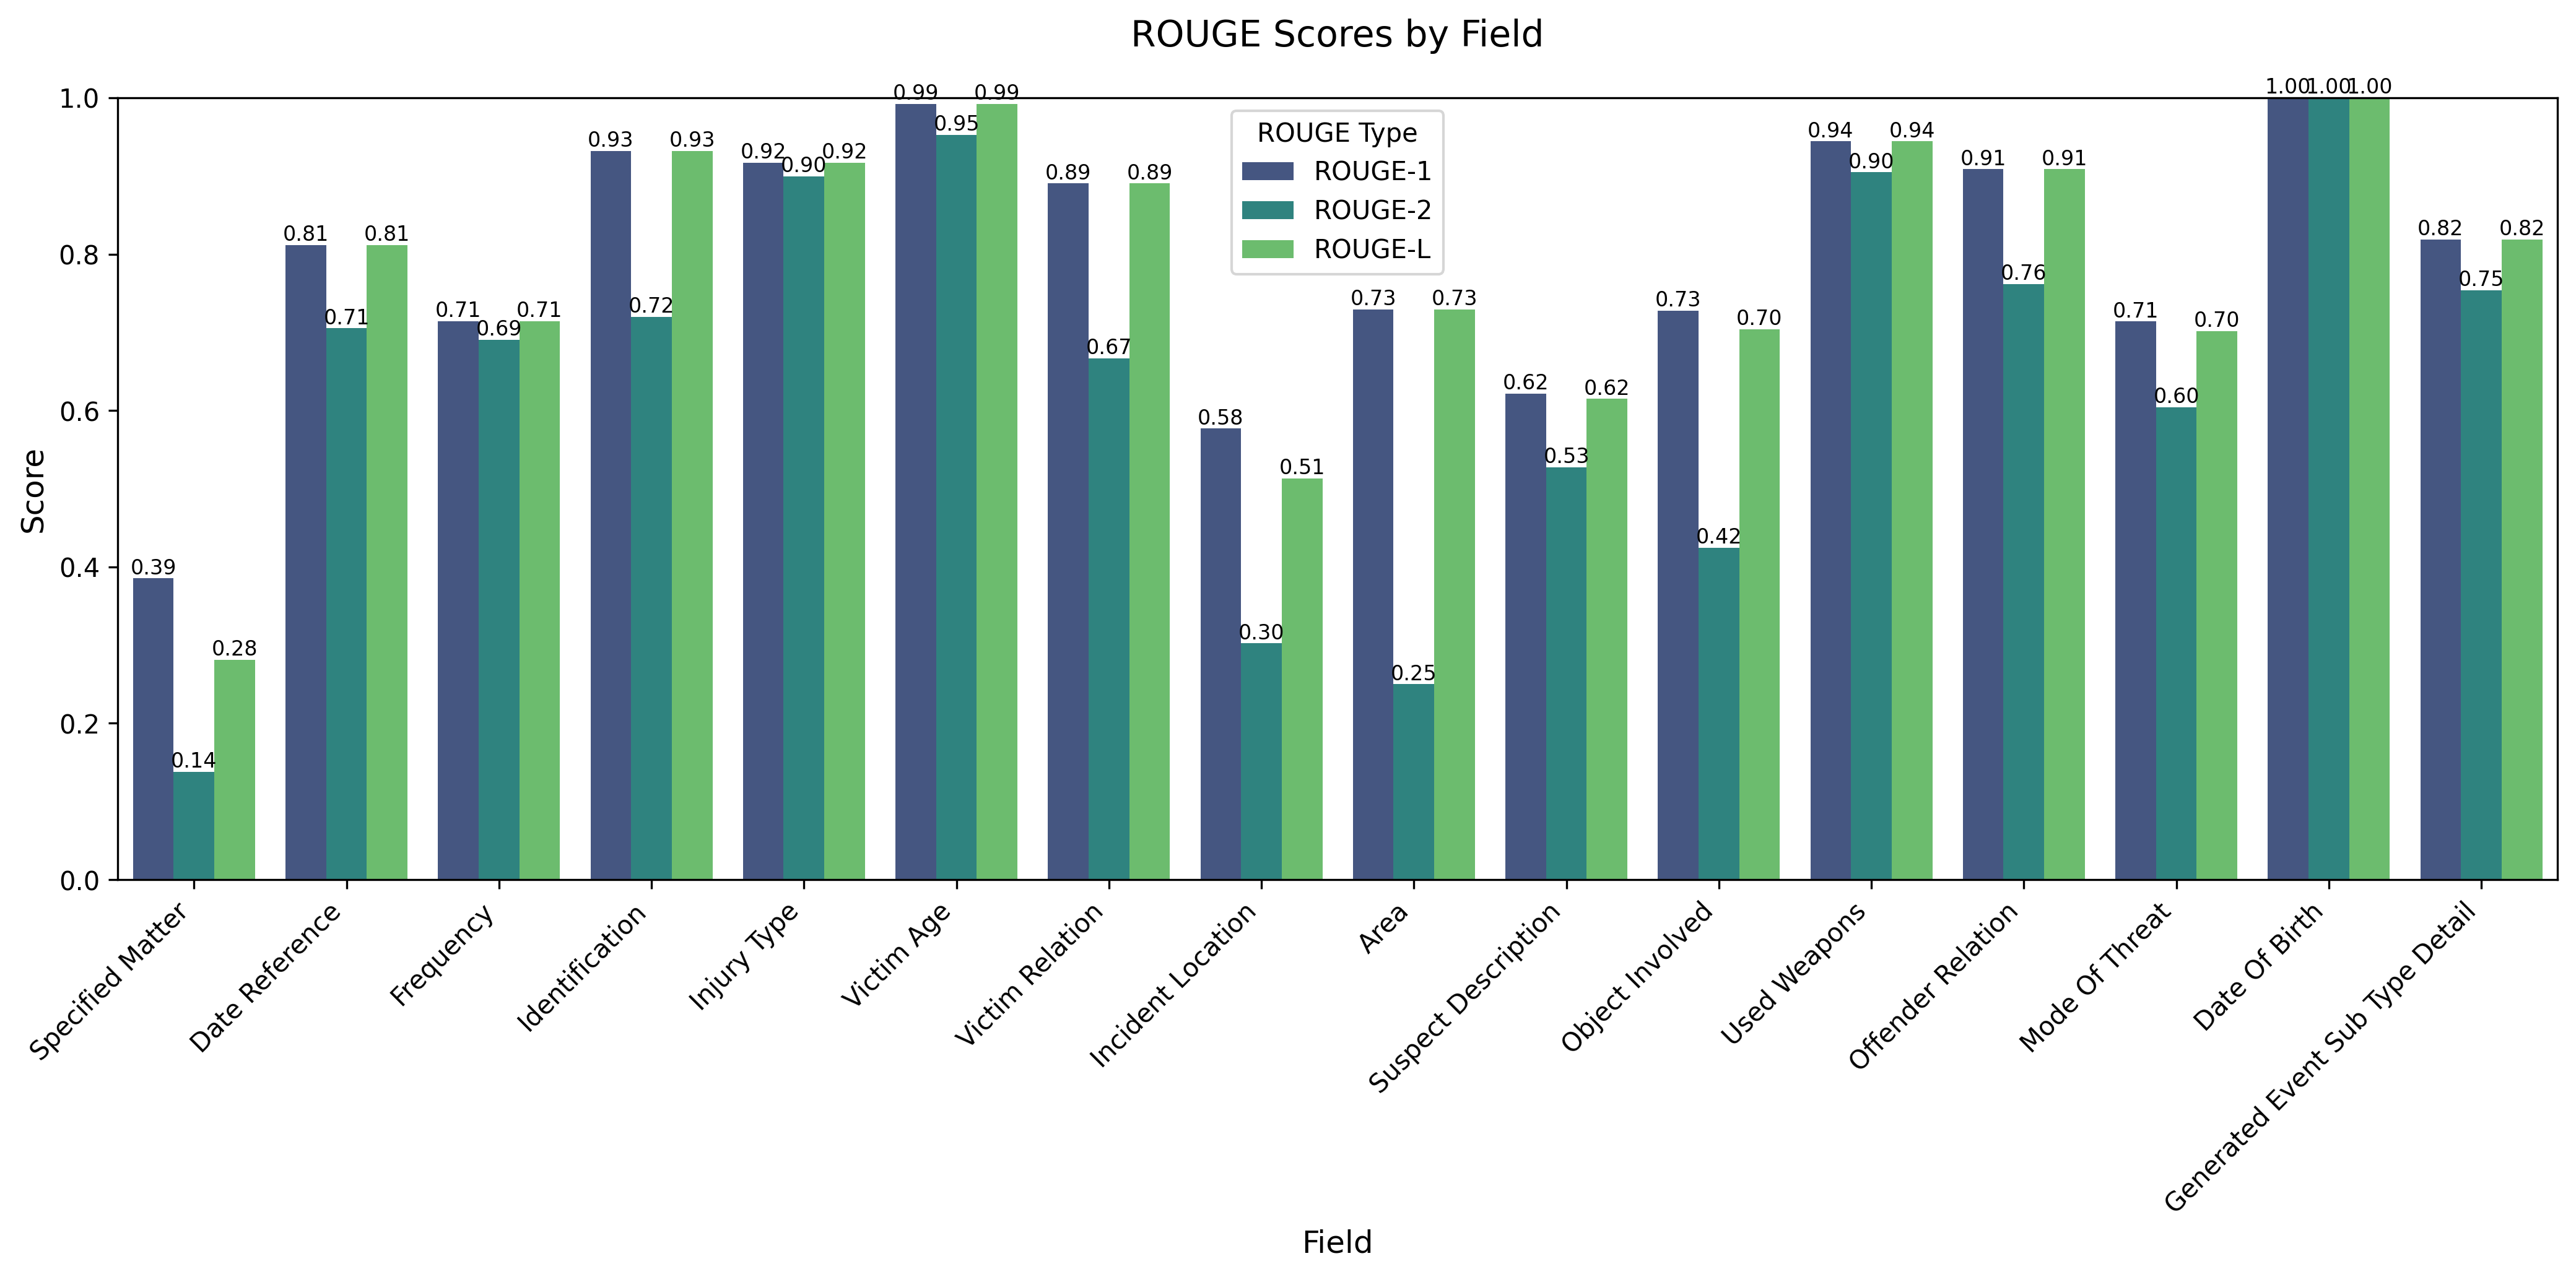 ROUGE Scores by Field
ROUGE Type
ROUGE-1
ROUGE-2
ROUGE-L
Score
1.0
0.8
0.6
0.4
0.2
0.0
0.39 0.14 0.28
0.81 0.71 0.81
0.71 0.69 0.71
0.93 0.72 0.93
0.92 0.90 0.92
0.99 0.95 0.99
0.89 0.67 0.89
0.58 0.30 0.51
0.73 0.25 0.73
0.62 0.53 0.62
0.73 0.42 0.70
0.94 0.90 0.94
0.91 0.76 0.91
0.71 0.60 0.70
1.00 1.00 1.00
0.82 0.75 0.82
Specified Matter
Date Reference
Frequency
Identification
Injury Type
Victim Age
Victim Relation
Incident Location
Area
Suspect Description
Object Involved
Used Weapons
Offender Relation
Mode Of Threat
Date Of Birth
Generated Event Sub Type Detail
Field